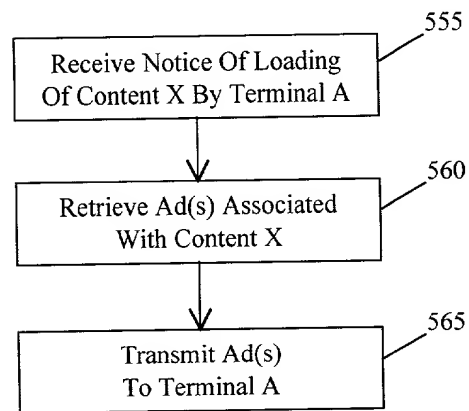 555
Receive Notice Of Loading
Of Content X By Terminal A
560
Retrieve Ad(s) Associated
With Content X
565
Transmit Ad(s)
To Terminal A